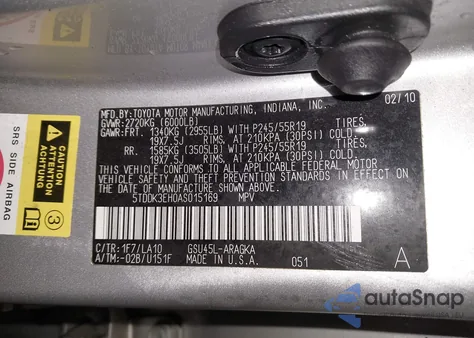 MFD.BY:TOYOTA MOTOR MANUFACTURING, INDIANA, INC. 02/10
GVWR:2720KG (6000LB)
GAWR:FRT. 1340KG (2955LB) WITH P245/55R19 TIRES,
19X7.5J RIMS, AT 210KPA (30PSI) COLD.
RR. 1585KG (3505LB) WITH P245/55R19 TIRES,
19X7.5J RIMS, AT 210KPA (30PSI) COLD.
THIS VEHICLE CONFORMS TO ALL APPLICABLE FEDERAL MOTOR
VEHICLE SAFETY AND THEFT PREVENTION STANDARDS IN EFFECT ON
THE DATE OF MANUFACTURE SHOWN ABOVE.
5TDDK3EH0AS015169 MPV
C/TR:1F7/LA10 GSU45L-ARAGKA A
A/TM:-02B/U151F MADE IN U.S.A. 051
SRS SIDE AIRBAG
CAUTION
ATTENTION
ACHTUNG
3
autoSnap
POWERED BY